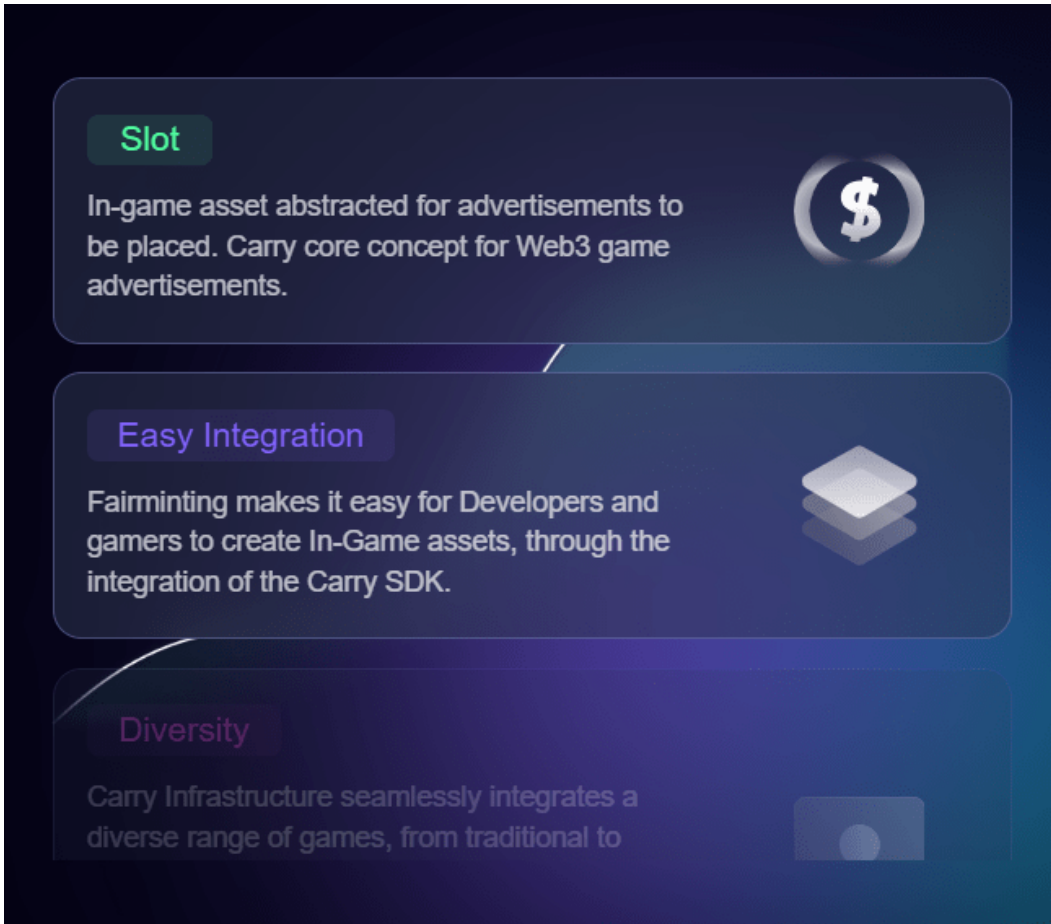 Slot
In-game asset abstracted for advertisements to
be placed. Carry core concept for Web3 game
advertisements.
$
Easy Integration
Fairminting makes it easy for Developers and
gamers to create In-Game assets, through the
integration of the Carry SDK.
Diversity
Carry Infrastructure seamlessly integrates a
diverse range of games, from traditional to